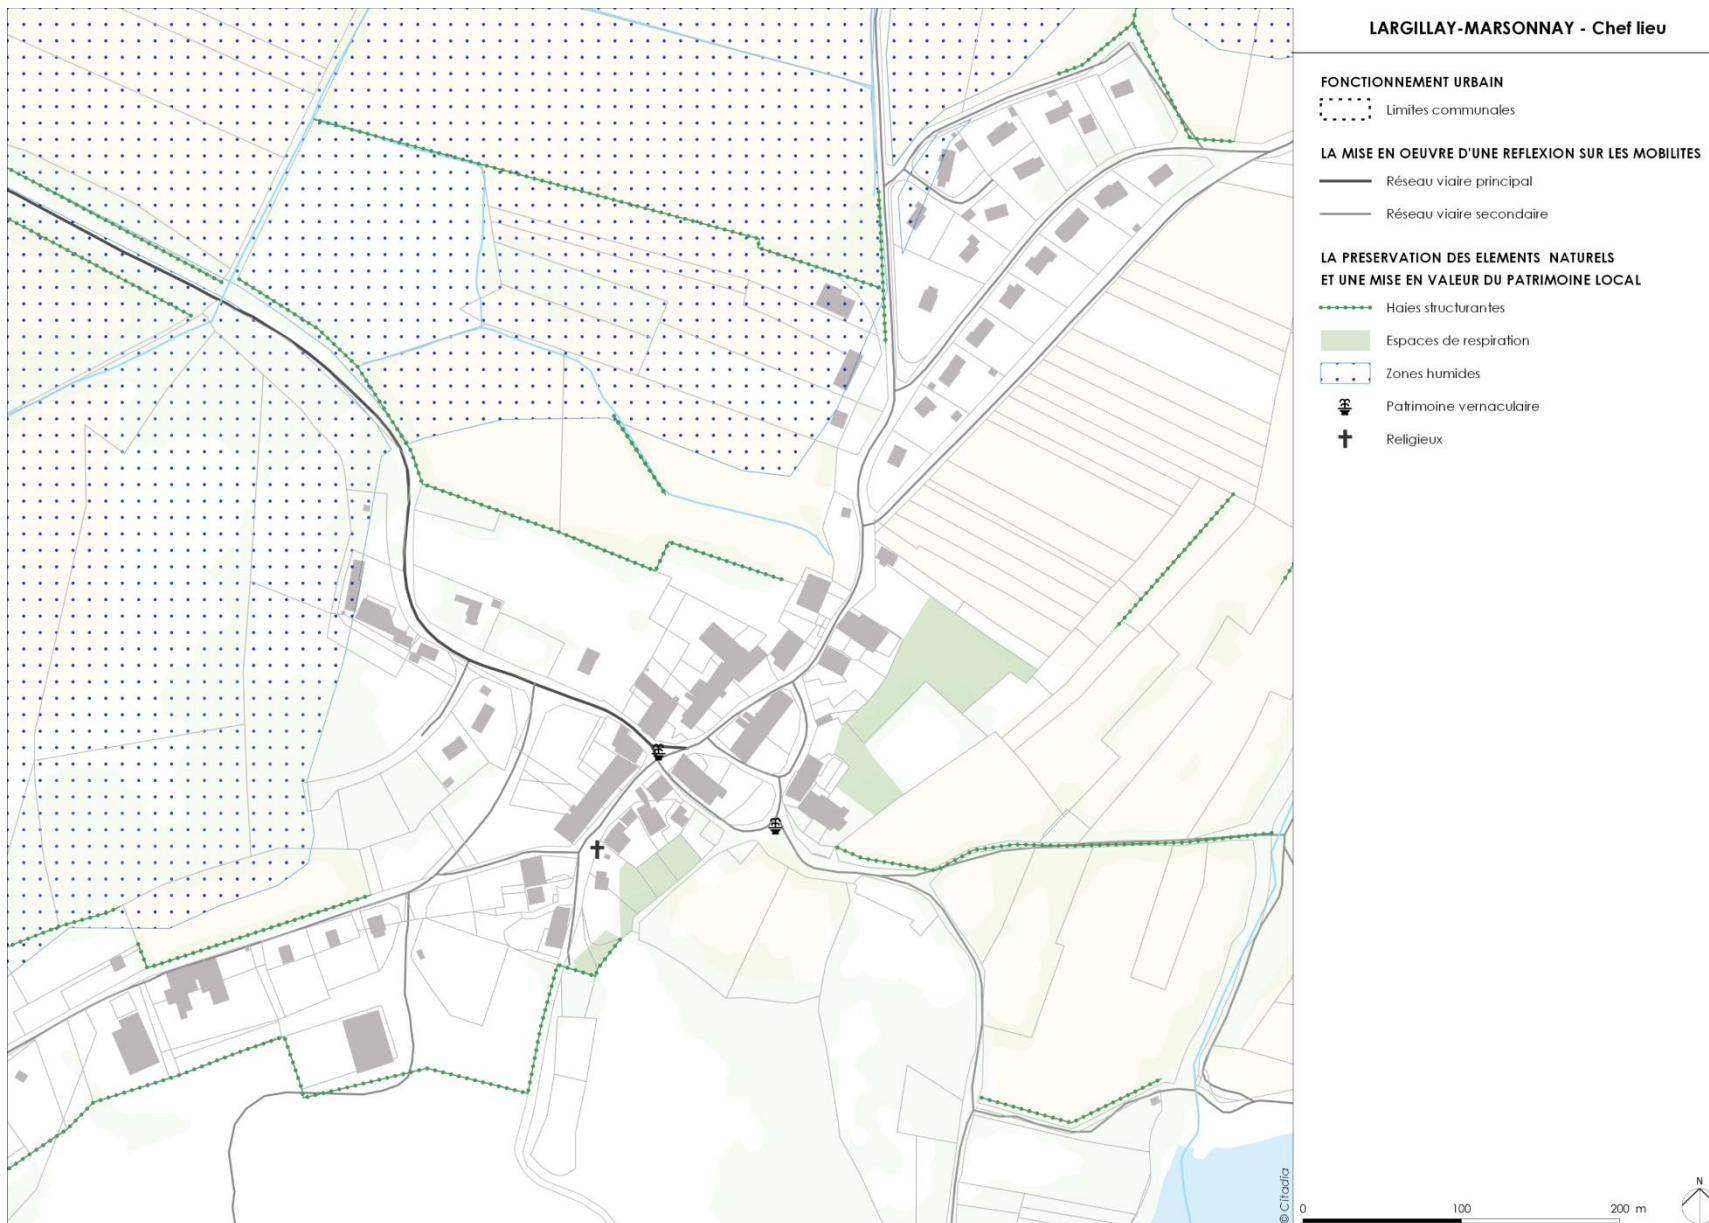 LARGILLAY-MARSONNAY - Chef lieu
FONCTIONNEMENT URBAIN
Limites communales
LA MISE EN OEUVRE D'UNE REFLEXION SUR LES MOBILITES
Réseau viaire principal
Réseau viaire secondaire
LA PRESERVATION DES ELEMENTS NATURELS
ET UNE MISE EN VALEUR DU PATRIMOINE LOCAL
Haies structurantes
Espaces de respiration
Zones humides
Patrimoine vernaculaire
Religieux
© Citadia
0 100 200 m
N